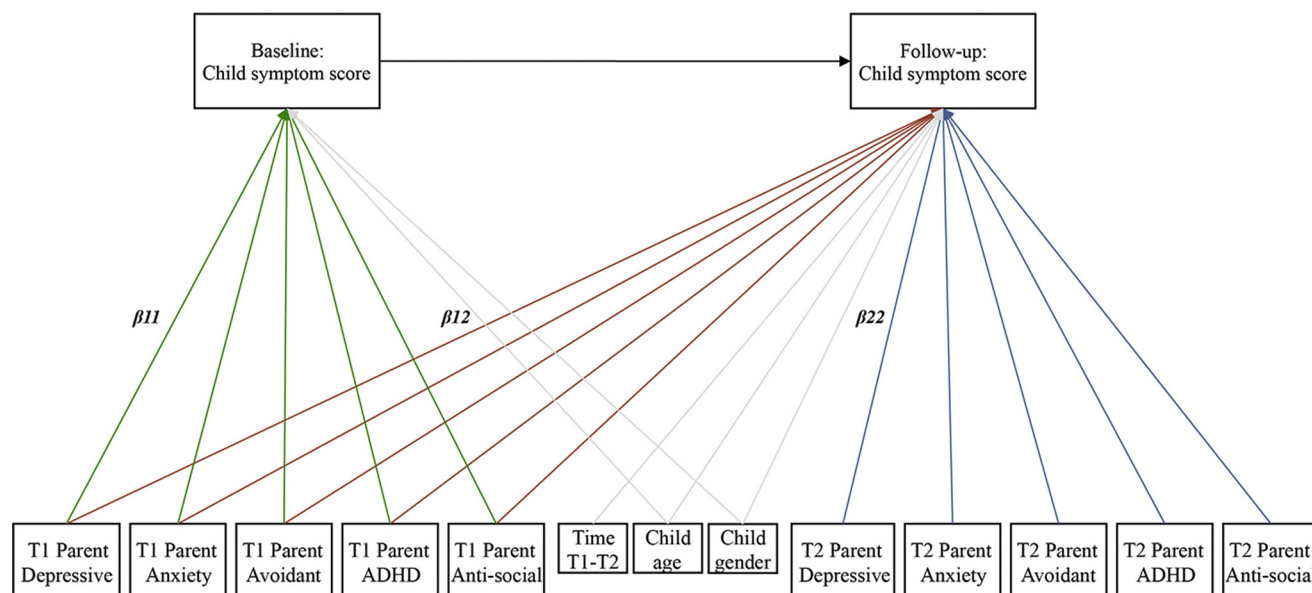 Baseline:
Child symptom score
Follow-up:
Child symptom score
β11
β12
β22
T1 Parent
Depressive
T1 Parent
Anxiety
T1 Parent
Avoidant
T1 Parent
ADHD
T1 Parent
Anti-social
Time
T1-T2
Child
age
Child
gender
T2 Parent
Depressive
T2 Parent
Anxiety
T2 Parent
Avoidant
T2 Parent
ADHD
T2 Parent
Anti-social